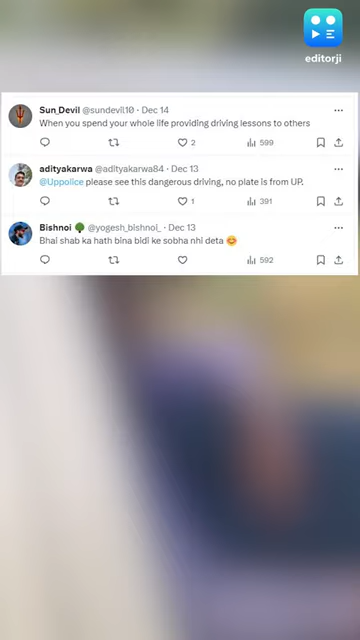 editorji
Sun_Devil @sundevil10 · Dec 14
When you spend your whole life providing driving lessons to others
2 599
adityakarwa @adityakarwa84 · Dec 13
@Uppolice please see this dangerous driving, no plate is from UP.
1 391
Bishnoi @yogesh_bishnoi_ · Dec 13
Bhai shab ka hath bina bidi ke sobha nhi deta 😊
592